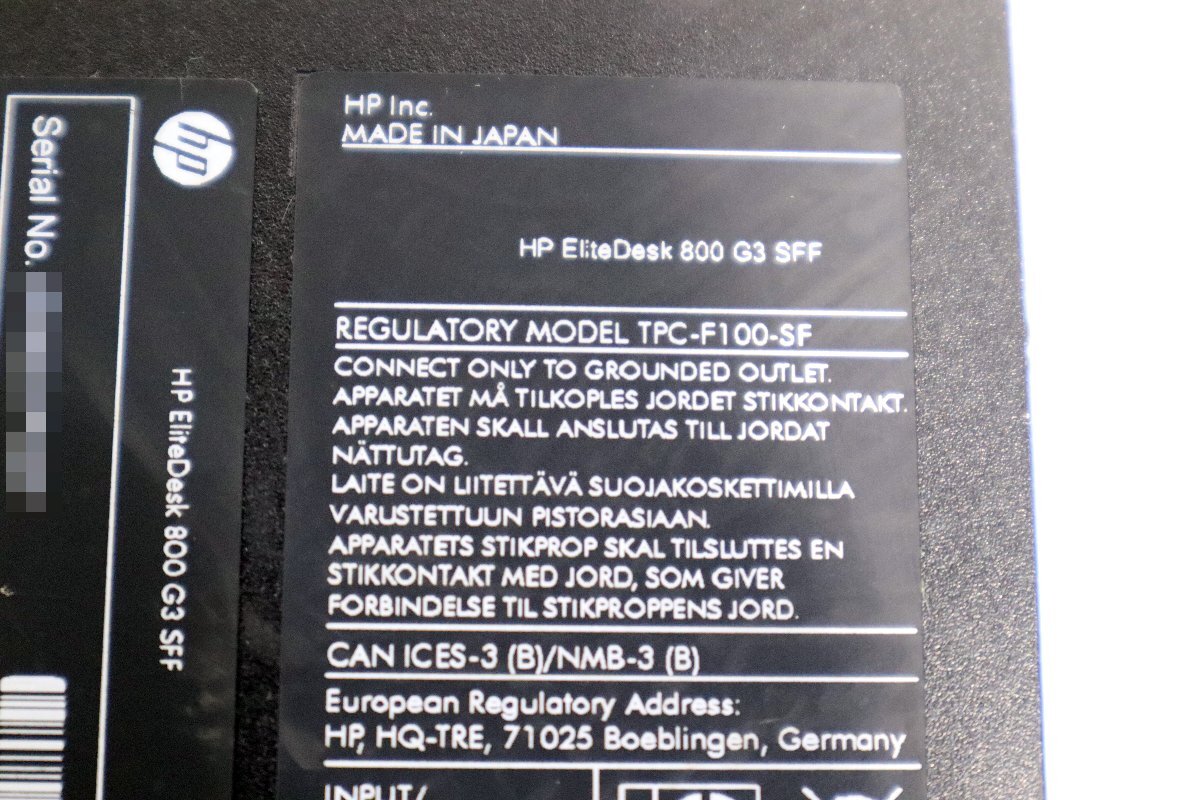 hp
Serial No.
HP EliteDesk 800 G3 SFF
HP Inc.
MADE IN JAPAN
HP EliteDesk 800 G3 SFF
REGULATORY MODEL TPC-F100-SF
CONNECT ONLY TO GROUNDED OUTLET.
APPARATET MÅ TILKOPLES JORDET STIKKONTAKT.
APPARATEN SKALL ANSLUTAS TILL JORDAT
NÄTTUTAG.
LAITE ON LIITETTÄVÄ SUOJAKOSKETTIMILLA
VARUSTETTUUN PISTORASIAAN.
APPARATETS STIKPROP SKAL TILSLUTTES EN
STIKKONTAKT MED JORD, SOM GIVER
FORBINDELSE TIL STIKPROPPENS JORD.
CAN ICES-3 (B)/NMB-3 (B)
European Regulatory Address:
HP, HQ-TRE, 71025 Boeblingen, Germany
INPUT/